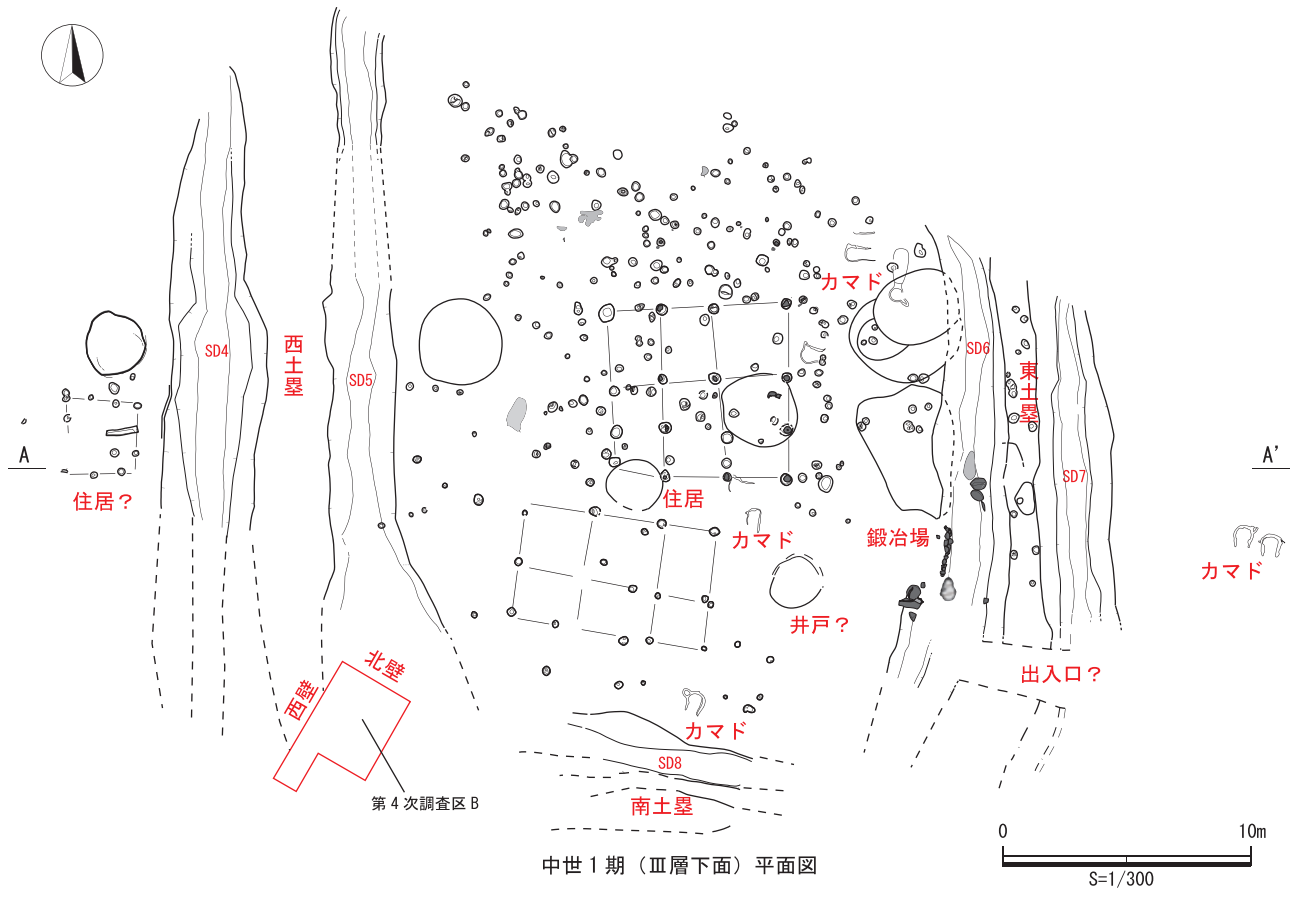 カマド
西土塁
SD4
SD5
SD6
東土塁
A
A'
SD7
住居？
住居
カマド
鍛冶場
カマド
井戸？
北壁
西壁
出入口？
カマド
SD8
南土塁
第4次調査区B
0
10m
S=1/300
中世1期（Ⅲ層下面）平面図